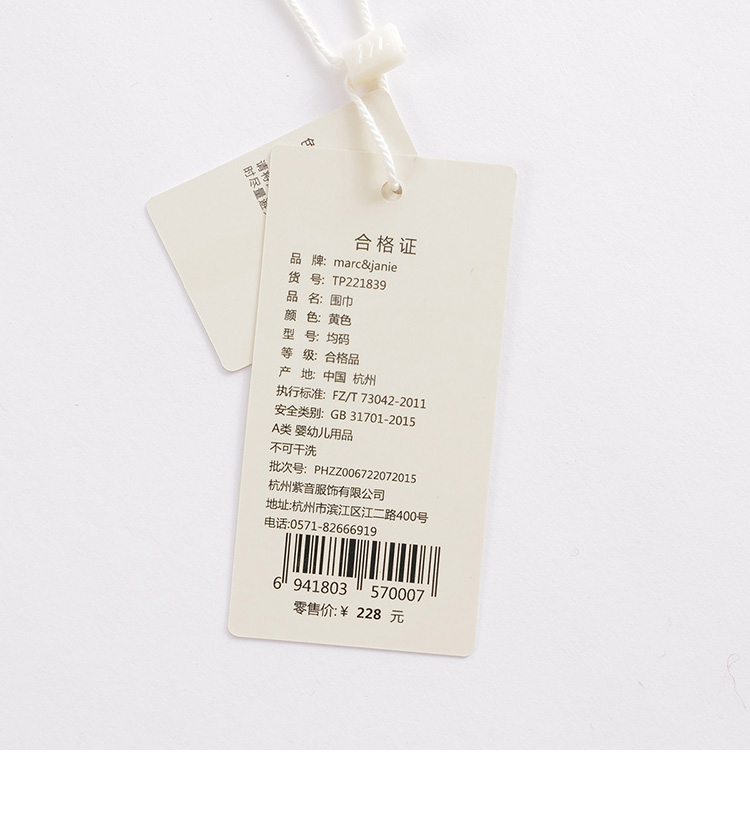 合格证
品 牌: marc&janie
货 号: TP221839
品 名: 围巾
颜 色: 黄色
型 号: 均码
等 级: 合格品
产 地: 中国 杭州
执行标准: FZ/T 73042-2011
安全类别: GB 31701-2015
A类 婴幼儿用品
不可干洗
批次号: PHZZ006722072015
杭州紫音服饰有限公司
地址:杭州市滨江区江二路400号
电话:0571-82666919
6 941803 570007
零售价:¥ 228 元
时尽量